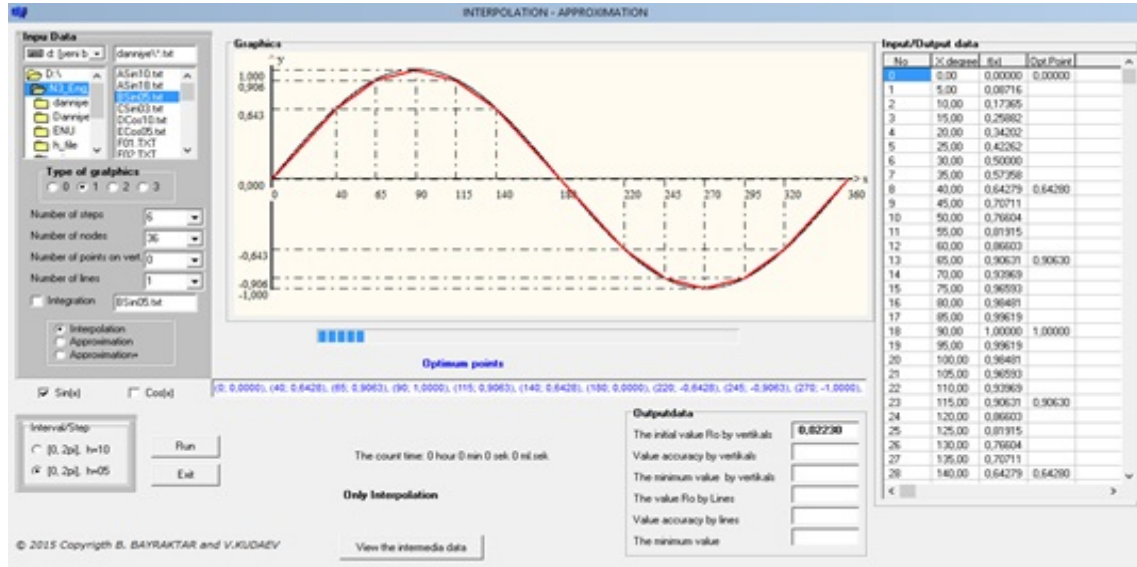 INTERPOLATION - APPROXIMATION
Inpu Data
d: [yeni b
danniye\*.txt
D:\
N3_Eng
danniye
Danniye
ENU
h_file
ASin10.txt
ASin18.txt
BSin05.txt
CSin03.txt
DCos10.txt
ECos05.txt
F01.TXT
F02.TXT
Type of gralphics
0 1 2 3
Number of steps 6
Number of nodes 36
Number of points on vert. 0
Number of lines 1
Integration BSin05.txt
Interpolation
Approximation
Approximation+
Sin(x) Cos(x)
Interval/Step
[0, 2pi], h=10
[0, 2pi], h=05
Run
Exit
© 2015 Copyrigth B. BAYRAKTAR and V.KUDAEV
Graphics
y
1,000
0,906
0,643
0,000
-0,643
-0,906
-1,000
0 40 65 90 115 140 180 220 245 270 295 320 360
x
Optimum points
(0; 0,0000), (40; 0,6428), (65; 0,9063), (90; 1,0000), (115; 0,9063), (140; 0,6428), (180; 0,0000), (220; -0,6428), (245; -0,9063), (270; -1,0000),
The count time: 0 hour 0 min 0 sek. 0 mil.sek.
Only Interpolation
View the intermedia data
Outputdata
The initial value Ro by vertikals 0,02230
Value accuracy by vertikals
The minimum value by vertikals
The value Ro by Lines
Value accuracy by lines
The minimum value
Input/Output data
No X.degree f(x) Opt.Point
0 0,00 0,00000 0,00000
1 5,00 0,08716
2 10,00 0,17365
3 15,00 0,25882
4 20,00 0,34202
5 25,00 0,42262
6 30,00 0,50000
7 35,00 0,57358
8 40,00 0,64279 0,64280
9 45,00 0,70711
10 50,00 0,76604
11 55,00 0,81915
12 60,00 0,86603
13 65,00 0,90631 0,90630
14 70,00 0,93969
15 75,00 0,96593
16 80,00 0,98481
17 85,00 0,99619
18 90,00 1,00000 1,00000
19 95,00 0,99619
20 100,00 0,98481
21 105,00 0,96593
22 110,00 0,93969
23 115,00 0,90631 0,90630
24 120,00 0,86603
25 125,00 0,81915
26 130,00 0,76604
27 135,00 0,70711
28 140,00 0,64279 0,64280